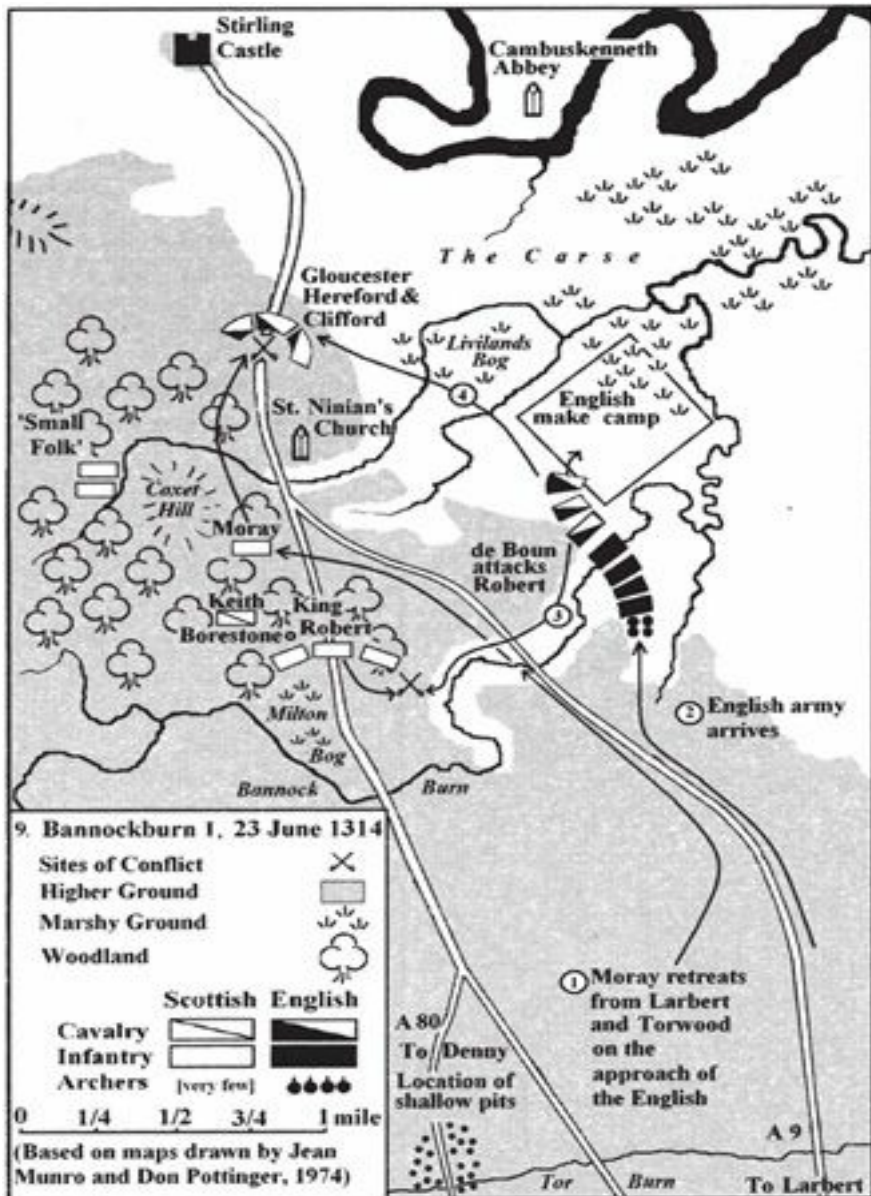 Stirling
Castle
Cambuskenneth
Abbey
The Carse
Gloucester
Hereford &
Clifford
Livilands
Bog
4
English
make camp
'Small
Folk'
St. Ninian's
Church
Coxet
Hill
Moray
de Boun
attacks
Robert
Keith
King
Borestone
Robert
3
Milton
Bog
2 English army
arrives
Bannock Burn
9. Bannockburn 1, 23 June 1314
Sites of Conflict
Higher Ground
Marshy Ground
Woodland
Scottish English
Cavalry
Infantry
Archers [very few]
0 1/4 1/2 3/4 1 mile
(Based on maps drawn by Jean
Munro and Don Pottinger, 1974)
1 Moray retreats
from Larbert
and Torwood
on the
approach of
the English
A 80
To Denny
Location of
shallow pits
A 9
Tor Burn
To Larbert